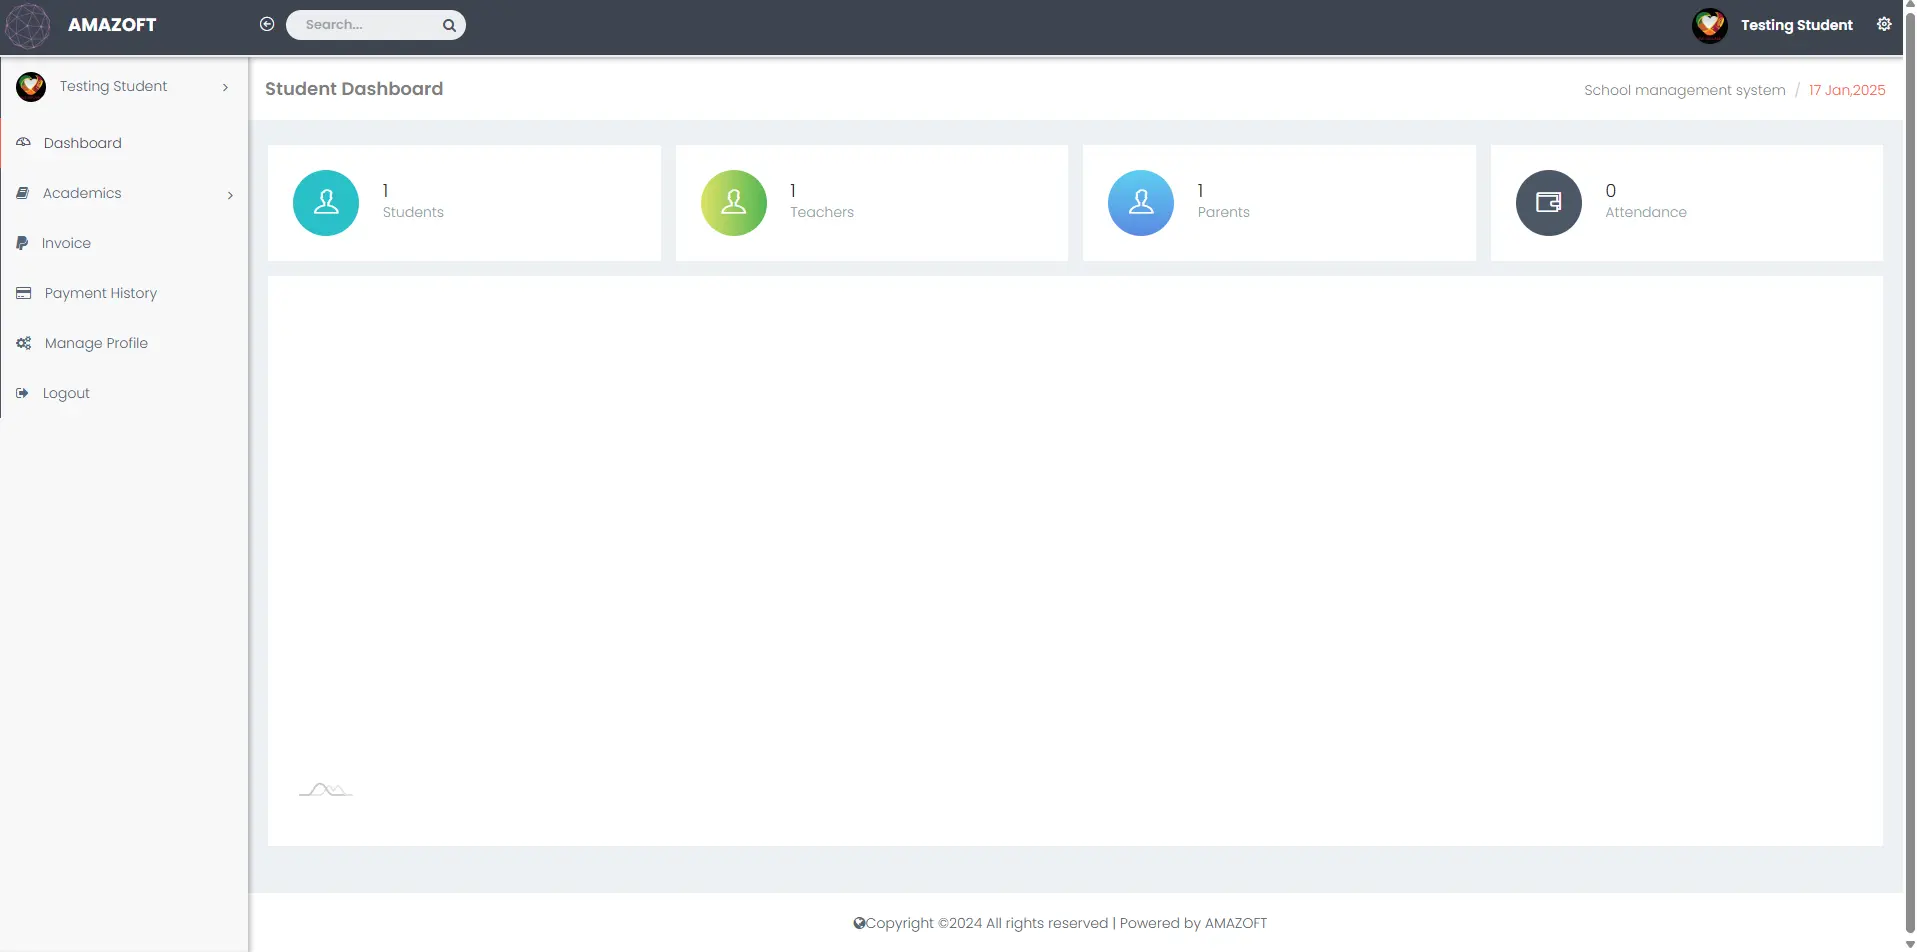 AMAZOFT
Search...
Testing Student
Testing Student
Student Dashboard
School management system / 17 Jan,2025
Dashboard
Academics
Invoice
Payment History
Manage Profile
Logout
1
Students
1
Teachers
1
Parents
0
Attendance
Copyright ©2024 All rights reserved | Powered by AMAZOFT